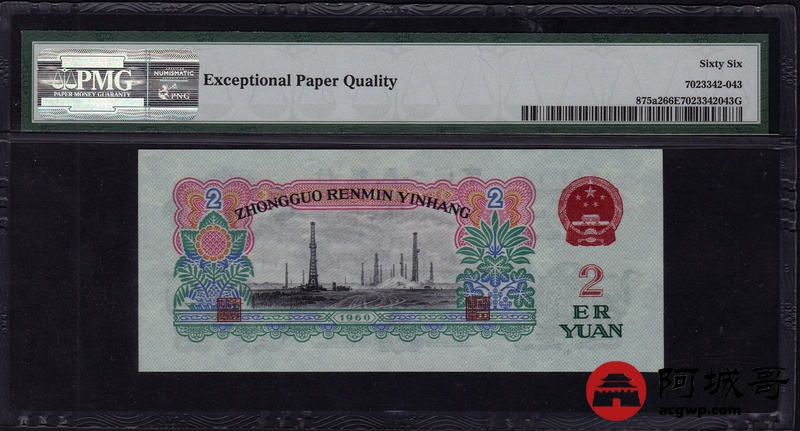 PMG
PAPER MONEY GUARANTY
NUMISMATIC
PNG
Exceptional Paper Quality
Sixty Six
7023342-043
875a266E7023342043G
2
2
ZHONGGUO RENMIN YINHANG
2
ER
YUAN
1960
阿城哥
acgwp.com